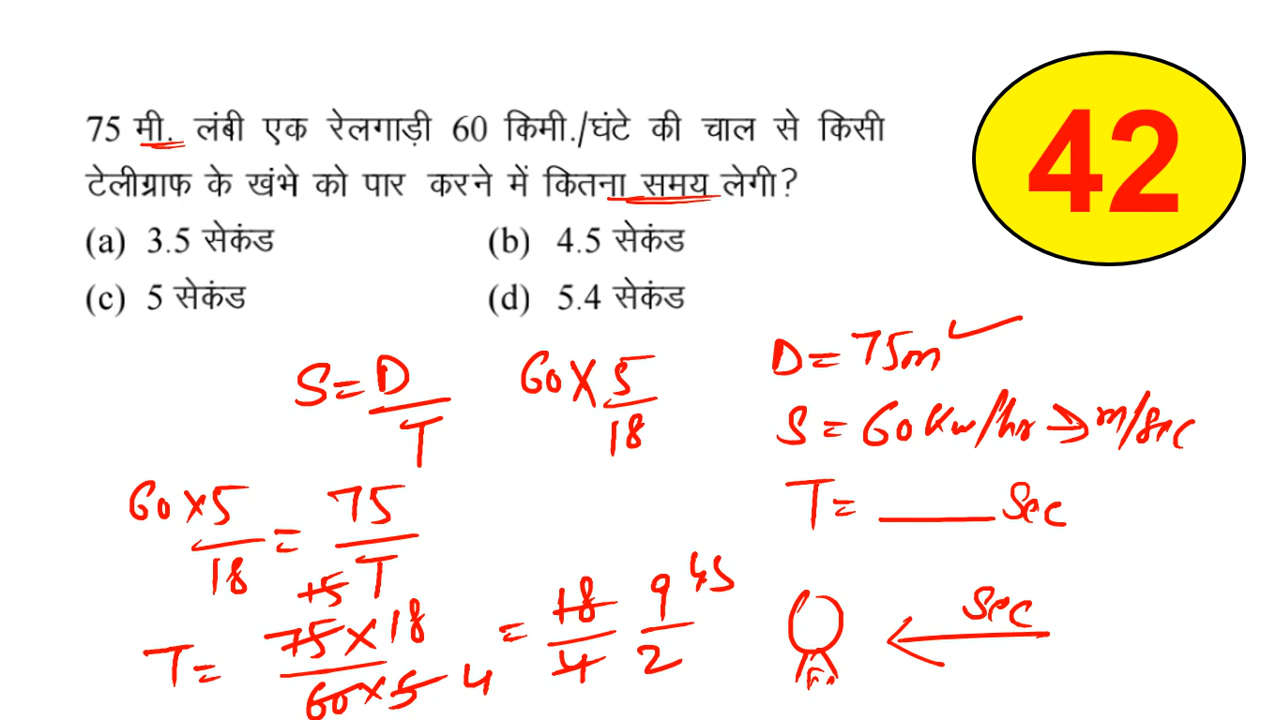 75 मी. लंबी एक रेलगाड़ी 60 किमी./घंटे की चाल से किसी
टेलीग्राफ के खंभे को पार करने में कितना समय लेगी?
(a) 3.5 सेकंड (b) 4.5 सेकंड
(c) 5 सेकंड (d) 5.4 सेकंड
42
S = D/T
60 × 5/18
D = 75m
S = 60 Km/hr → m/sec
T = ____ Sec
60 × 5/18 = 75/T
T = 75 × 18/60 × 5 = 18/4 9/2
15
4
Sec